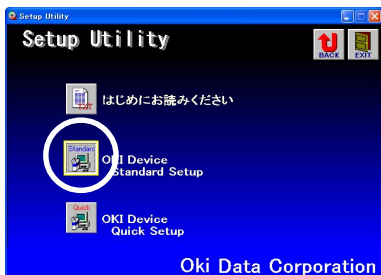 Setup Utility
Setup Utility
BACK
EXIT
TXT
はじめにお読みください
Standard
OKI Device
Standard Setup
Quick
OKI Device
Quick Setup
Oki Data Corporation